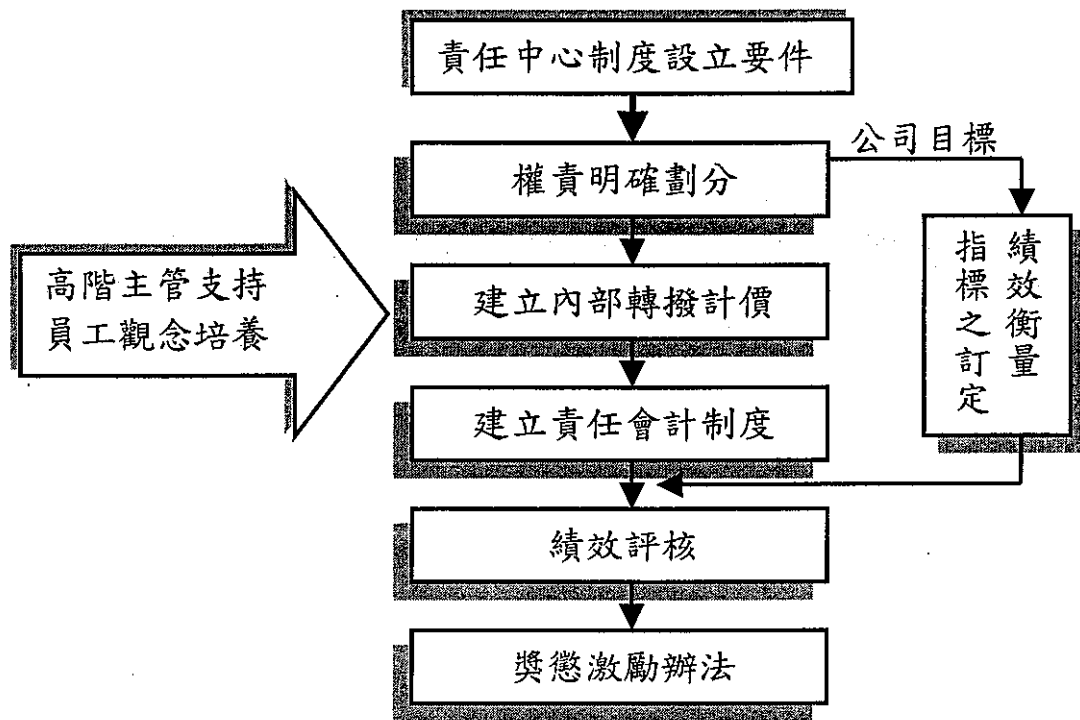 責任中心制度設立要件
公司目標
權責明確劃分
高階主管支持
員工觀念培養
建立內部轉撥計價
績效衡量
指標之訂定
建立責任會計制度
績效評核
獎懲激勵辦法